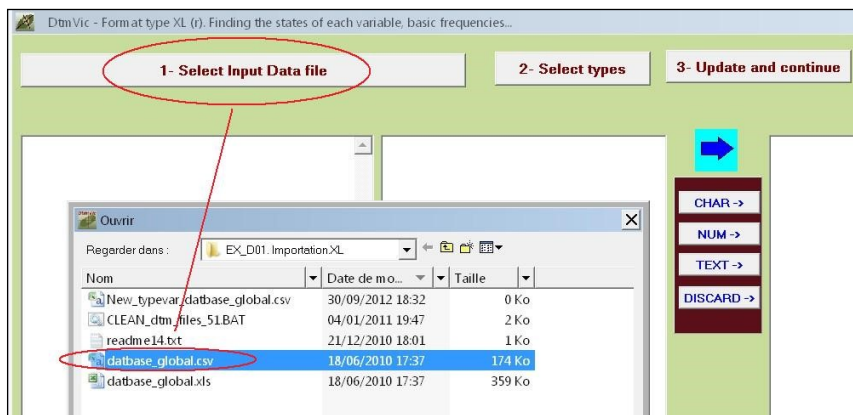 DtmVic - Format type XL (r). Finding the states of each variable, basic frequencies...
1- Select Input Data file
2- Select types
3- Update and continue
CHAR ->
NUM ->
TEXT ->
DISCARD ->
Ouvrir
Regarder dans :
EX_D01. Importation.XL
Nom Date de mo... Taille
New_typevar_datbase_global.csv 30/09/2012 18:32 0 Ko
CLEAN_dtm_files_51.BAT 04/01/2011 19:47 2 Ko
readme14.txt 21/12/2010 18:01 1 Ko
datbase_global.csv 18/06/2010 17:37 174 Ko
datbase_global.xls 18/06/2010 17:37 359 Ko